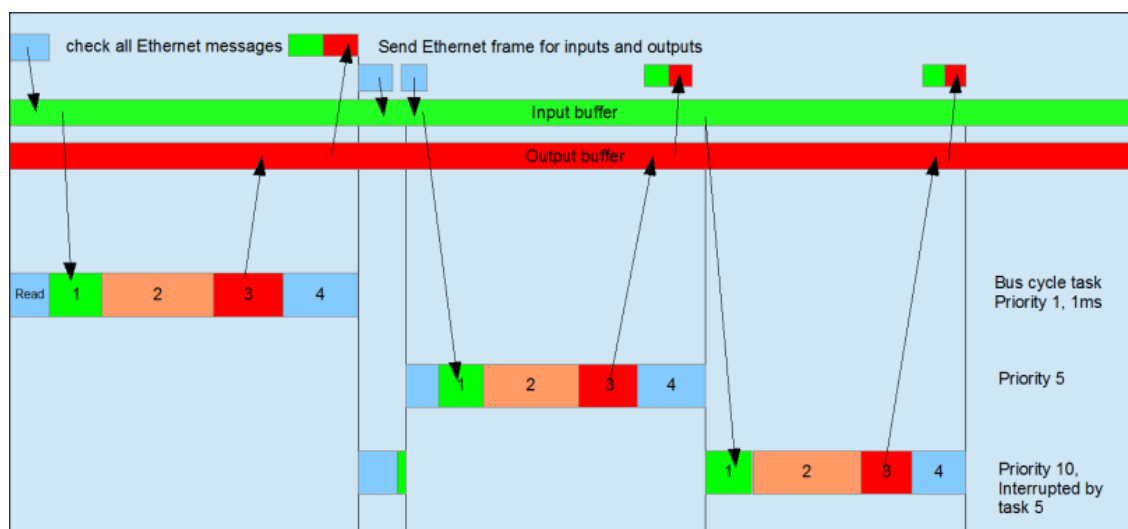 check all Ethernet messages
Send Ethernet frame for inputs and outputs
Input buffer
Output buffer
Read 1 2 3 4
Bus cycle task
Priority 1, 1ms
1 2 3 4
Priority 5
1 2 3 4
Priority 10,
Interrupted by
task 5